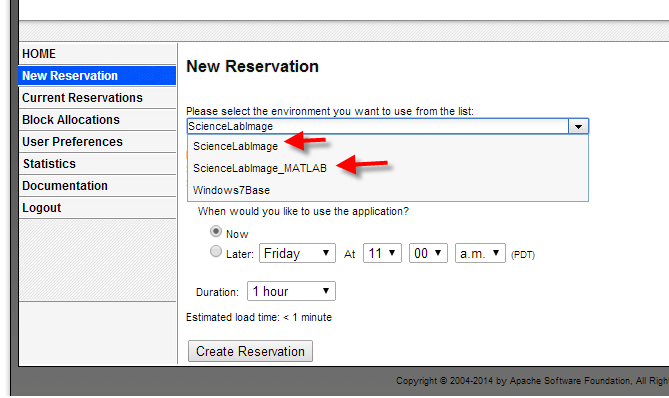 HOME
New Reservation
Current Reservations
Block Allocations
User Preferences
Statistics
Documentation
Logout
New Reservation
Please select the environment you want to use from the list:
ScienceLabImage
ScienceLabImage
ScienceLabImage_MATLAB
Windows7Base
When would you like to use the application?
Now
Later: Friday At 11 00 a.m. (PDT)
Duration: 1 hour
Estimated load time: < 1 minute
Create Reservation
Copyright © 2004-2014 by Apache Software Foundation, All Righ